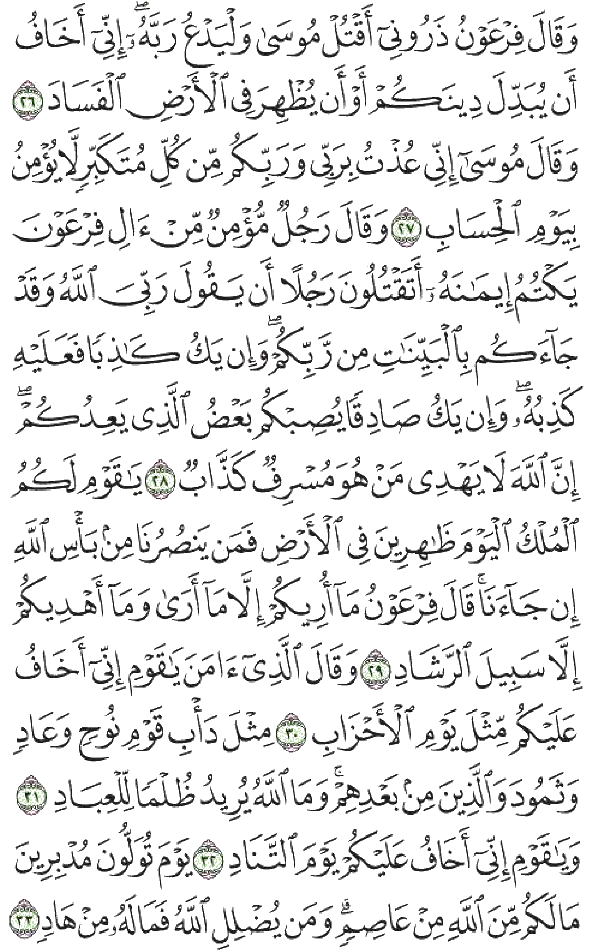 وَقَالَ فِرْعَوْنُ ذَرُونِىٓ أَقْتُلْ مُوسَىٰ وَلْيَدْعُ رَبَّهُۥٓ ۖ إِنِّىٓ أَخَافُ
أَن يُبَدِّلَ دِينَكُمْ أَوْ أَن يُظْهِرَ فِى ٱلْأَرْضِ ٱلْفَسَادَ ٢٦
وَقَالَ مُوسَىٰٓ إِنِّى عُذْتُ بِرَبِّى وَرَبِّكُم مِّن كُلِّ مُتَكَبِّرٍ لَّا يُؤْمِنُ
بِيَوْمِ ٱلْحِسَابِ ٢٧ وَقَالَ رَجُلٌ مُّؤْمِنٌ مِّنْ ءَالِ فِرْعَوْنَ
يَكْتُمُ إِيمَٰنَهُۥٓ أَتَقْتُلُونَ رَجُلًا أَن يَقُولَ رَبِّىَ ٱللَّهُ وَقَدْ
جَآءَكُم بِٱلْبَيِّنَٰتِ مِن رَّبِّكُمْ ۖ وَإِن يَكُ كَٰذِبًا فَعَلَيْهِ
كَذِبُهُۥ ۖ وَإِن يَكُ صَادِقًا يُصِبْكُم بَعْضُ ٱلَّذِى يَعِدُكُمْ ۖ
إِنَّ ٱللَّهَ لَا يَهْدِى مَنْ هُوَ مُسْرِفٌ كَذَّابٌ ٢٨ يَٰقَوْمِ لَكُمُ
ٱلْمُلْكُ ٱلْيَوْمَ ظَٰهِرِينَ فِى ٱلْأَرْضِ فَمَن يَنصُرُنَا مِنۢ بَأْسِ ٱللَّهِ
إِن جَآءَنَا ۚ قَالَ فِرْعَوْنُ مَآ أُرِيكُمْ إِلَّا مَآ أَرَىٰ وَمَآ أَهْدِيكُمْ
إِلَّا سَبِيلَ ٱلرَّشَادِ ٢٩ وَقَالَ ٱلَّذِىٓ ءَامَنَ يَٰقَوْمِ إِنِّىٓ أَخَافُ
عَلَيْكُم مِّثْلَ يَوْمِ ٱلْأَحْزَابِ ٣٠ مِثْلَ دَأْبِ قَوْمِ نُوحٍ وَعَادٍ
وَثَمُودَ وَٱلَّذِينَ مِنۢ بَعْدِهِمْ ۚ وَمَا ٱللَّهُ يُرِيدُ ظُلْمًا لِّلْعِبَادِ ٣١
وَيَٰقَوْمِ إِنِّىٓ أَخَافُ عَلَيْكُمْ يَوْمَ ٱلتَّنَادِ ٣٢ يَوْمَ تُوَلُّونَ مُدْبِرِينَ
مَا لَكُم مِّنَ ٱللَّهِ مِنْ عَاصِمٍ ۗ وَمَن يُضْلِلِ ٱللَّهُ فَمَا لَهُۥ مِنْ هَادٍ ٣٣